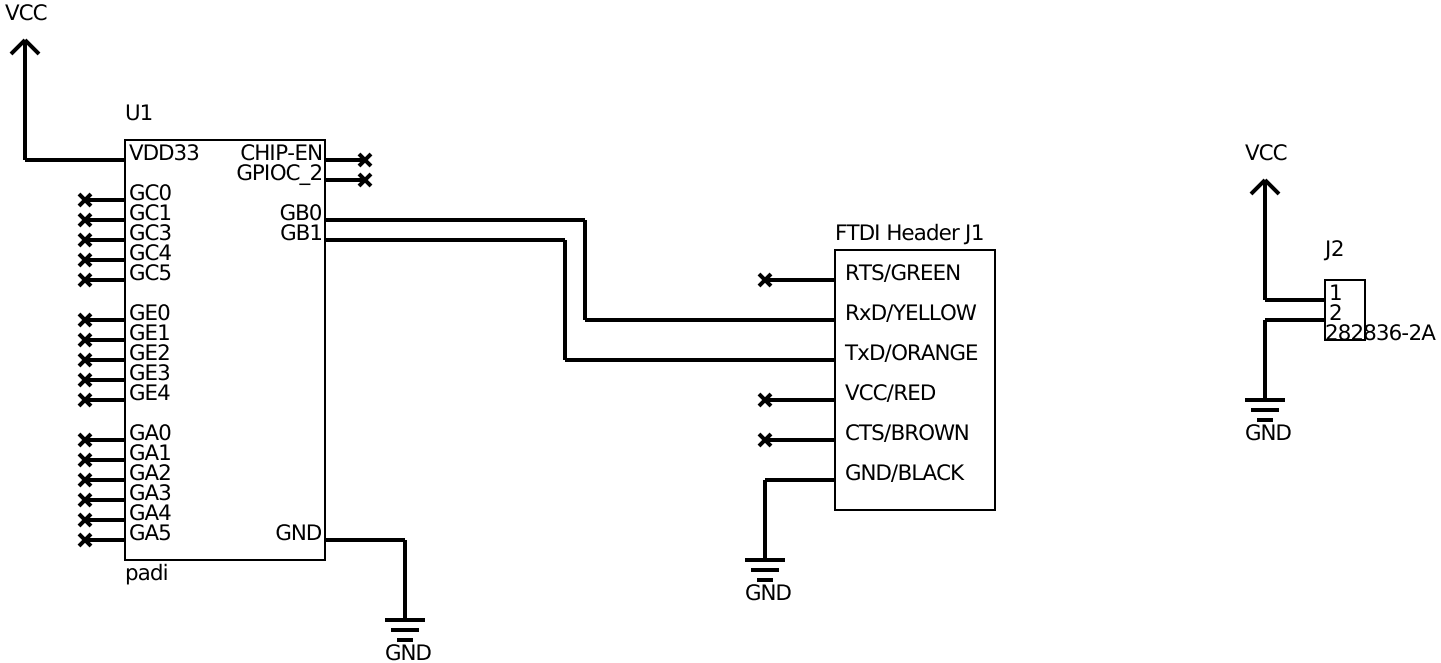 VCC
U1
VDD33
GC0
GC1
GC3
GC4
GC5
GE0
GE1
GE2
GE3
GE4
GA0
GA1
GA2
GA3
GA4
GA5
CHIP-EN
GPIOC_2
GB0
GB1
GND
padi
GND
FTDI Header J1
RTS/GREEN
RxD/YELLOW
TxD/ORANGE
VCC/RED
CTS/BROWN
GND/BLACK
GND
VCC
J2
1
2
282836-2A
GND